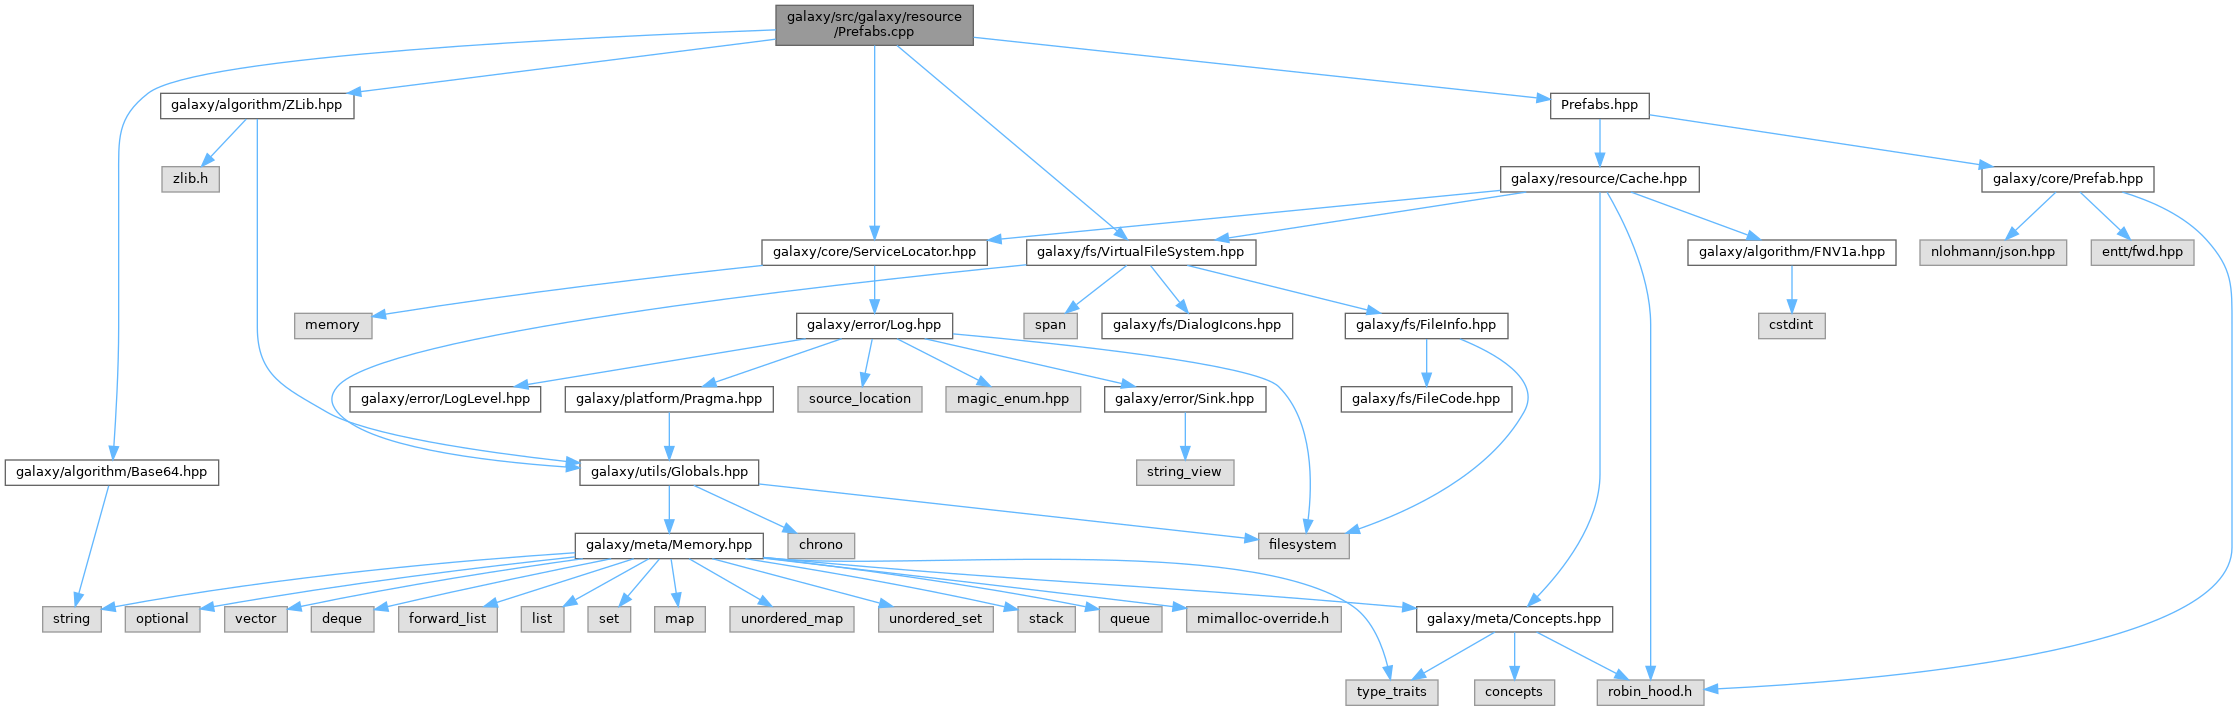 galaxy/src/galaxy/resource
/Prefabs.cpp
galaxy/algorithm/ZLib.hpp
Prefabs.hpp
zlib.h
galaxy/resource/Cache.hpp
galaxy/core/Prefab.hpp
galaxy/core/ServiceLocator.hpp
galaxy/fs/VirtualFileSystem.hpp
galaxy/algorithm/FNV1a.hpp
nlohmann/json.hpp
entt/fwd.hpp
memory
galaxy/error/Log.hpp
span
galaxy/fs/DialogIcons.hpp
galaxy/fs/FileInfo.hpp
cstdint
galaxy/error/LogLevel.hpp
galaxy/platform/Pragma.hpp
source_location
magic_enum.hpp
galaxy/error/Sink.hpp
galaxy/fs/FileCode.hpp
galaxy/algorithm/Base64.hpp
galaxy/utils/Globals.hpp
string_view
galaxy/meta/Memory.hpp
chrono
filesystem
string
optional
vector
deque
forward_list
list
set
map
unordered_map
unordered_set
stack
queue
mimalloc-override.h
galaxy/meta/Concepts.hpp
type_traits
concepts
robin_hood.h